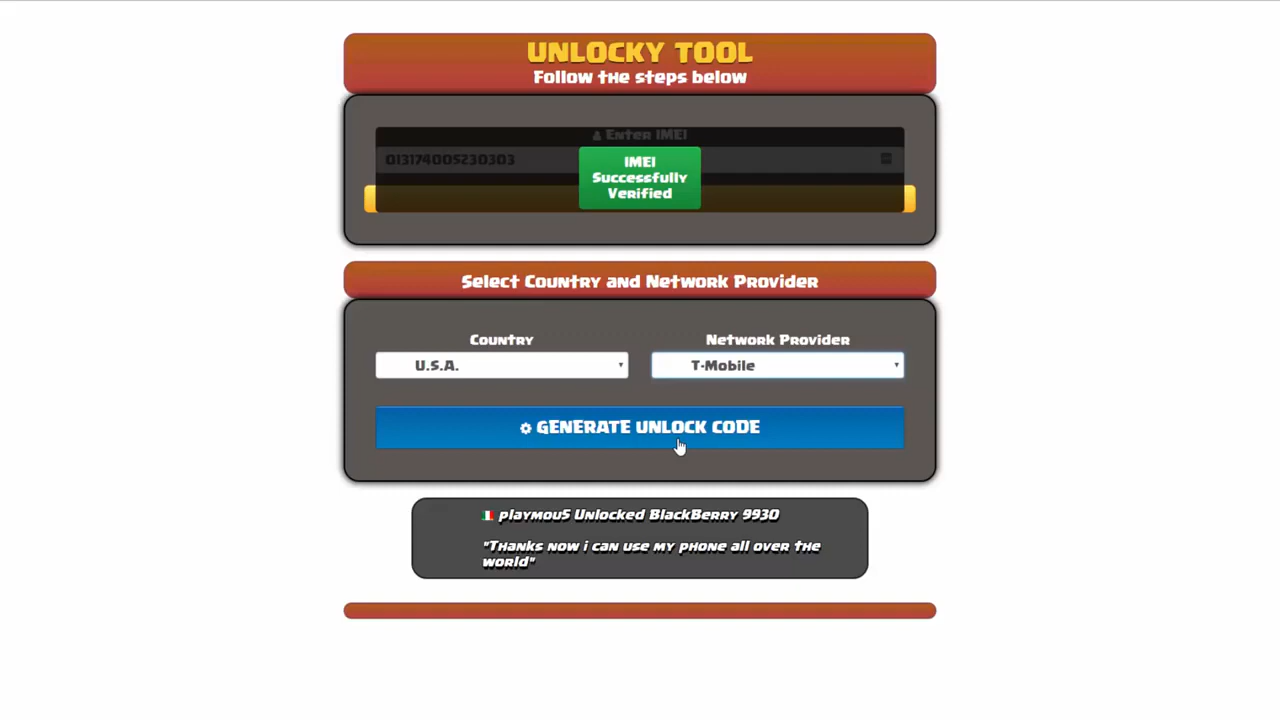 UNLOCKY TOOL
Follow the steps below
Enter IMEI
013174005230303
IMEI
Successfully
Verified
Select Country and Network Provider
Country
Network Provider
U.S.A.
T-Mobile
GENERATE UNLOCK CODE
playmou5 Unlocked BlackBerry 9930
"Thanks now i can use my phone all over the
world"